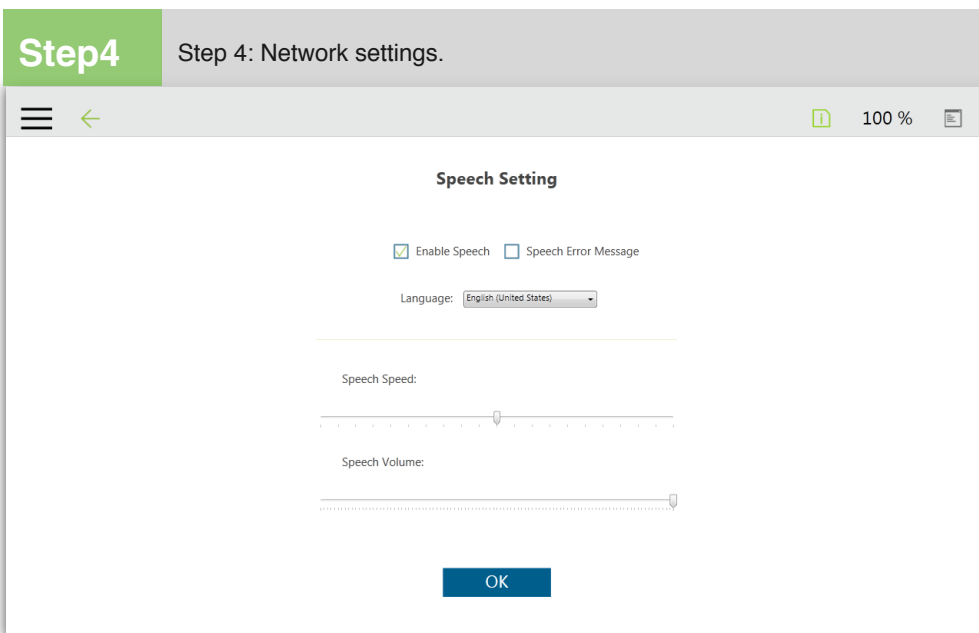 Step4
Step 4: Network settings.
100 %
Speech Setting
Enable Speech Speech Error Message
Language: English (United States)
Speech Speed:
Speech Volume:
OK